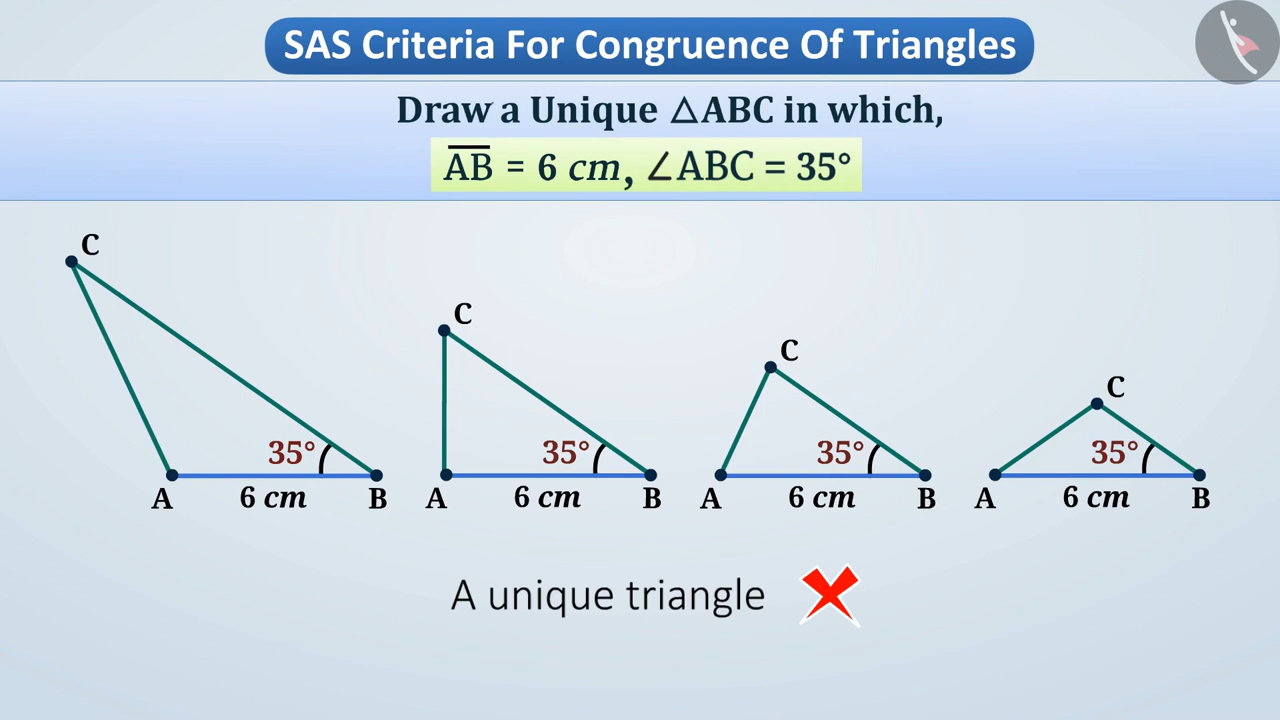 SAS Criteria For Congruence Of Triangles
Draw a Unique △ABC in which,
A̅B̅ = 6 cm, ∠ABC = 35°
C
35°
A 6 cm B
C
35°
A 6 cm B
C
35°
A 6 cm B
C
35°
A 6 cm B
A unique triangle